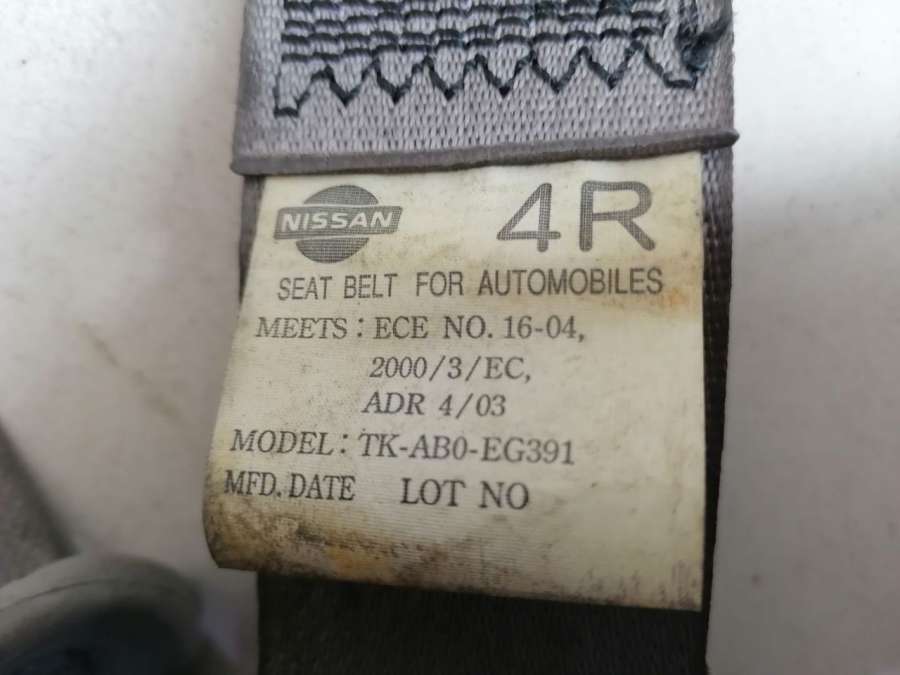 NISSAN 4R
SEAT BELT FOR AUTOMOBILES
MEETS : ECE NO. 16-04,
2000/3/EC,
ADR 4/03
MODEL : TK-AB0-EG391
MFD. DATE LOT NO